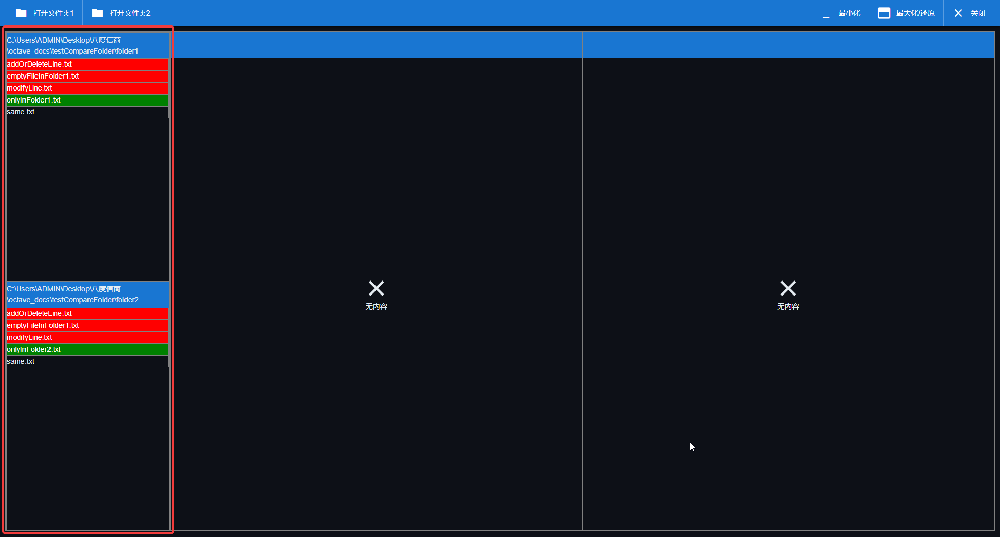 打开文件夹1
打开文件夹2
最小化
最大化/还原
关闭
C:\Users\ADMIN\Desktop\八度信商
\octave_docs\testCompareFolder\folder1
addOrDeleteLine.txt
emptyFileInFolder1.txt
modifyLine.txt
onlyInFolder1.txt
same.txt
C:\Users\ADMIN\Desktop\八度信商
\octave_docs\testCompareFolder\folder2
addOrDeleteLine.txt
emptyFileInFolder1.txt
modifyLine.txt
onlyInFolder2.txt
same.txt
无内容
无内容